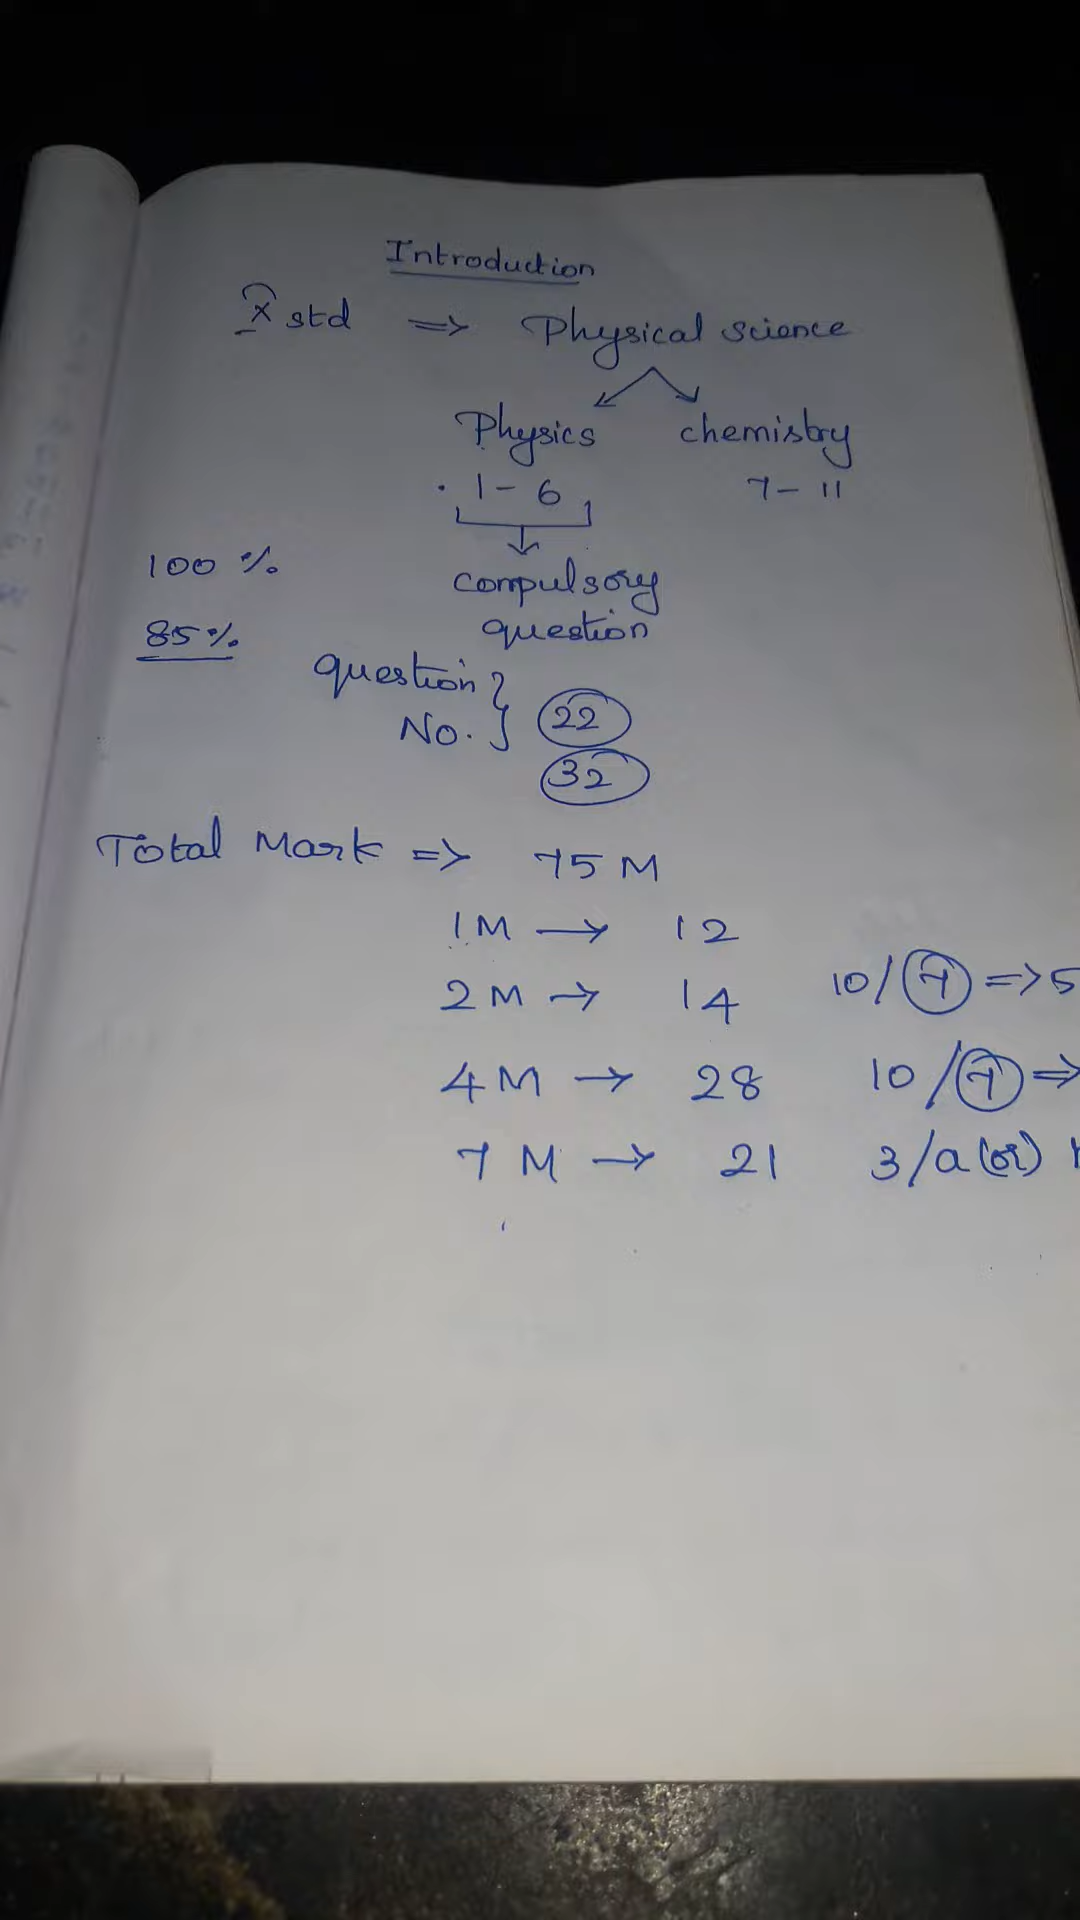 Introduction
X std => Physical science
Physics chemistry
1-6 7-11
100 %
compulsory
85%
question
question }
No. } 22
32
Total Mark => 75 M
1M → 12
2M → 14 10/7 => 5
4M → 28 10/7 =>
7M → 21 3/a (or)